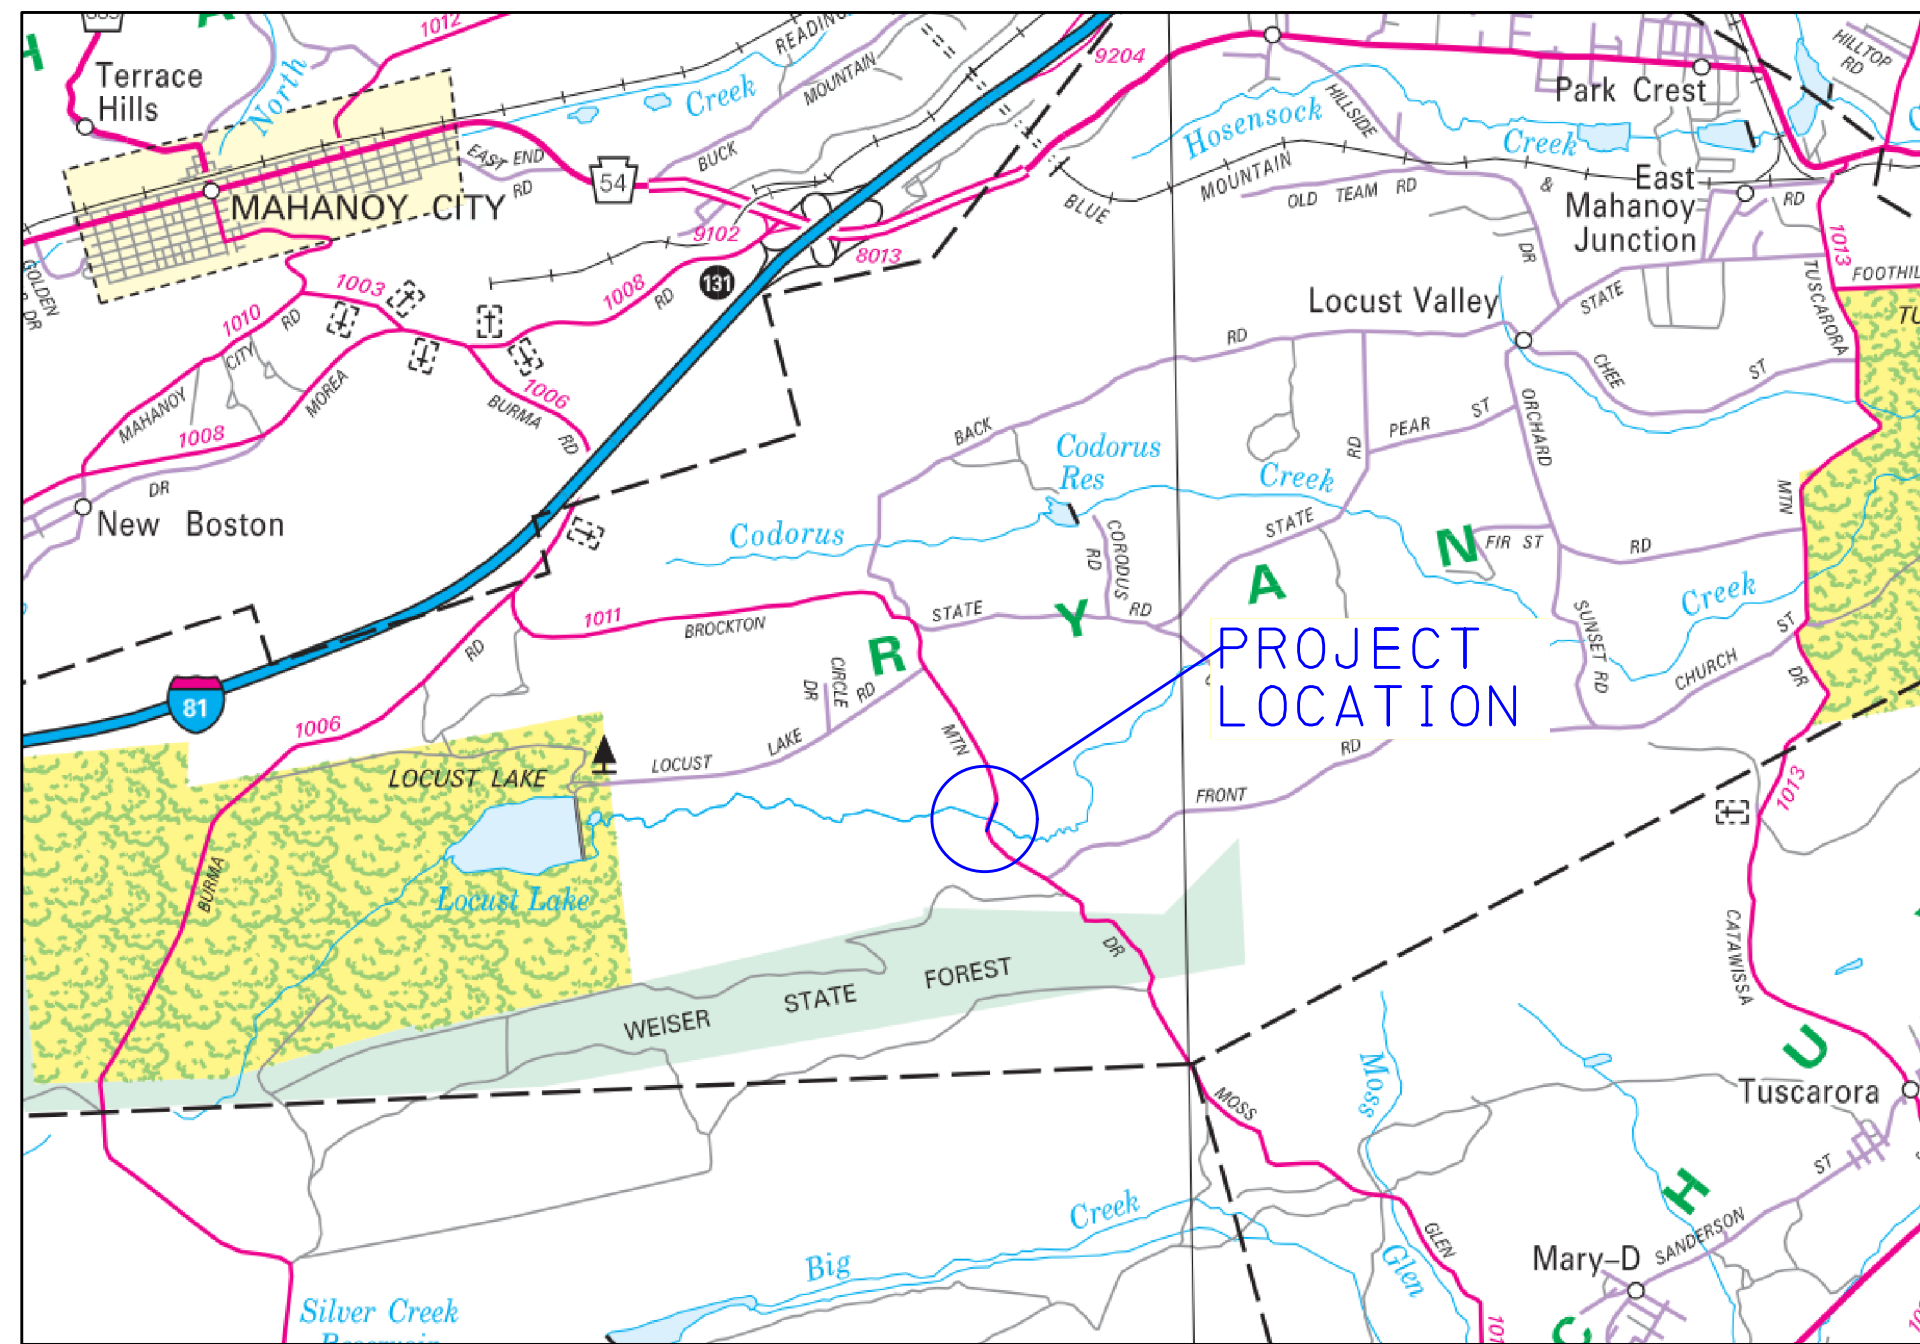 1012
READING
9204
HILLTOP
RD
Terrace
Hills
North
Creek
MOUNTAIN
Park Crest
HILLSIDE
Hosensock
Creek
EAST END
RD
BUCK
54
MAHANOY CITY
9102
8013
131
BLUE
MOUNTAIN
&
OLD TEAM RD
East
Mahanoy
Junction
RD
1013
DR
TUSCARORA
GOLDEN
DR
1003
1008
RD
1010
RD
CITY
MAHANOY
MOREA
1008
DR
1006
BURMA
RD
New Boston
Locust Valley
STATE
RD
CHEE
ST
BACK
RD
PEAR ST
ORCHARD
Codorus
Res
Creek
Codorus
CORODUS
RD
STATE
N
FIR ST
RD
MTN
A
Creek
STATE
Y
RD
1011
BROCKTON
R
SUNSET RD
CHURCH
ST
DR
PROJECT
LOCATION
RD
CIRCLE
DR
RD
LAKE
LOCUST
MTN
81
1006
LOCUST LAKE
FRONT
RD
1013
BURMA
Locust Lake
DR
CATAWISSA
WEISER STATE FOREST
U
Tuscarora
MOSS
Moss
Glen
ST
H
SANDERSON
Mary-D
GLEN
Creek
Big
Silver Creek
C